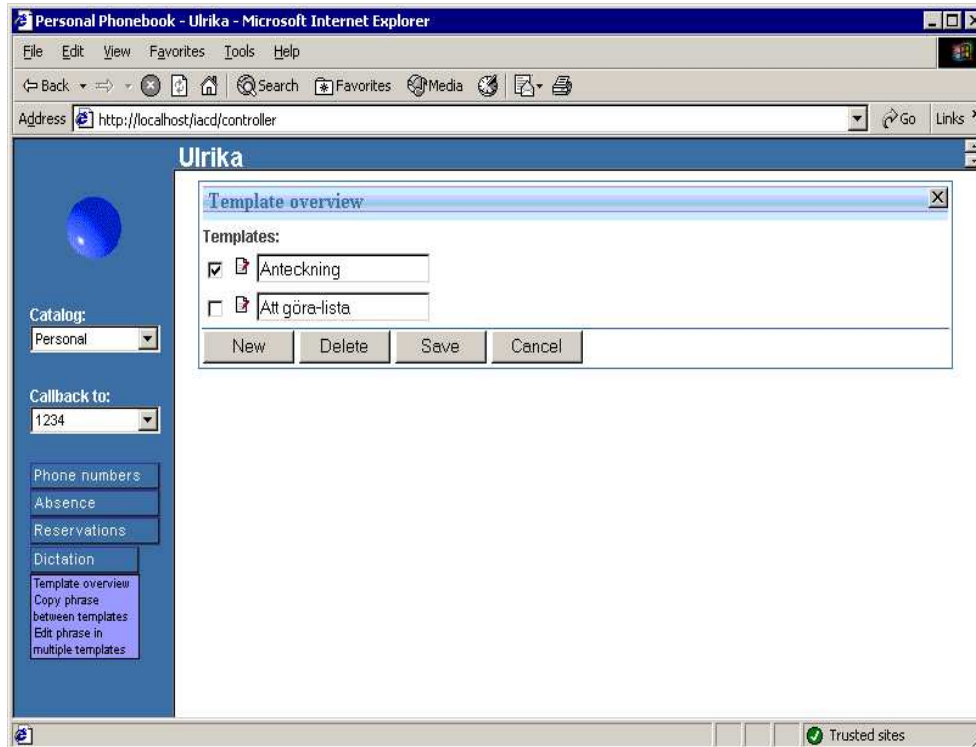 Personal Phonebook - Ulrika - Microsoft Internet Explorer
File Edit View Favorites Tools Help
Back Search Favorites Media
Address http://localhost/iacd/controller Go Links
Ulrika
Template overview
Templates:
Anteckning
Att göra-lista
New Delete Save Cancel
Catalog:
Personal
Callback to:
1234
Phone numbers
Absence
Reservations
Dictation
Template overview
Copy phrase
between templates
Edit phrase in
multiple templates
Trusted sites